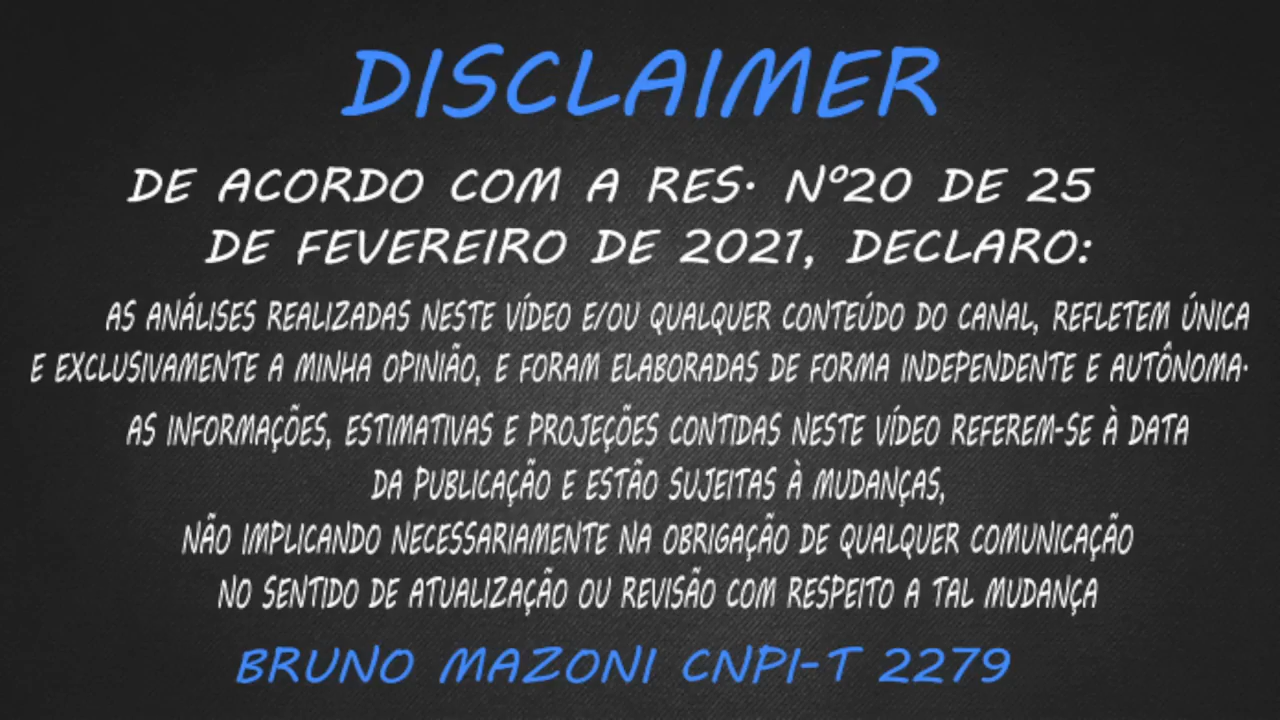 DISCLAIMER
DE ACORDO COM A RES. Nº20 DE 25
DE FEVEREIRO DE 2021, DECLARO:
AS ANÁLISES REALIZADAS NESTE VÍDEO E/OU QUALQUER CONTEÚDO DO CANAL, REFLETEM ÚNICA
E EXCLUSIVAMENTE A MINHA OPINIÃO, E FORAM ELABORADAS DE FORMA INDEPENDENTE E AUTÔNOMA.
AS INFORMAÇÕES, ESTIMATIVAS E PROJEÇÕES CONTIDAS NESTE VÍDEO REFEREM-SE À DATA
DA PUBLICAÇÃO E ESTÃO SUJEITAS À MUDANÇAS,
NÃO IMPLICANDO NECESSARIAMENTE NA OBRIGAÇÃO DE QUALQUER COMUNICAÇÃO
NO SENTIDO DE ATUALIZAÇÃO OU REVISÃO COM RESPEITO A TAL MUDANÇA
BRUNO MAZONI CNPI-T 2279